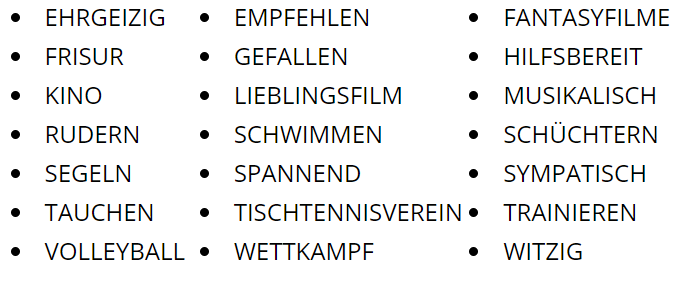 EHRGEIZIG EMPFEHLEN FANTASYFILME
FRISUR GEFALLEN HILFSBEREIT
KINO LIEBLINGSFILM MUSIKALISCH
RUDERN SCHWIMMEN SCHÜCHTERN
SEGELN SPANNEND SYMPATISCH
TAUCHEN TISCHTENNISVEREIN TRAINIEREN
VOLLEYBALL WETTKAMPF WITZIG